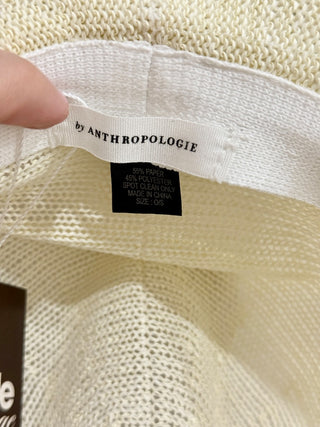 by ANTHROPOLOGIE
55% PAPER
45% POLYESTER
SPOT CLEAN ONLY
MADE IN CHINA
SIZE : O/S